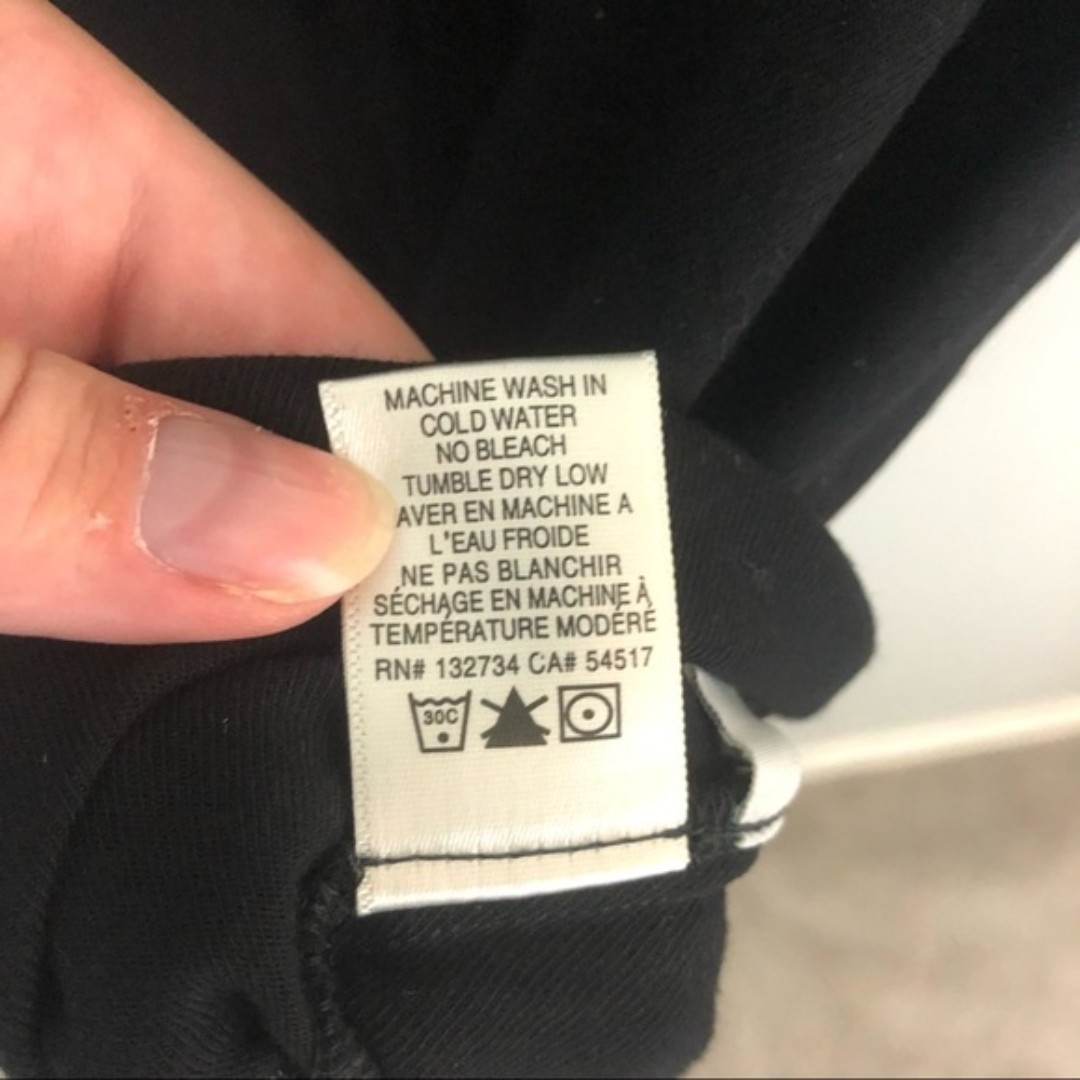 MACHINE WASH IN
COLD WATER
NO BLEACH
TUMBLE DRY LOW
AVER EN MACHINE A
L'EAU FROIDE
NE PAS BLANCHIR
SÉCHAGE EN MACHINE À
TEMPÉRATURE MODÉRÉ
RN# 132734 CA# 54517
30C